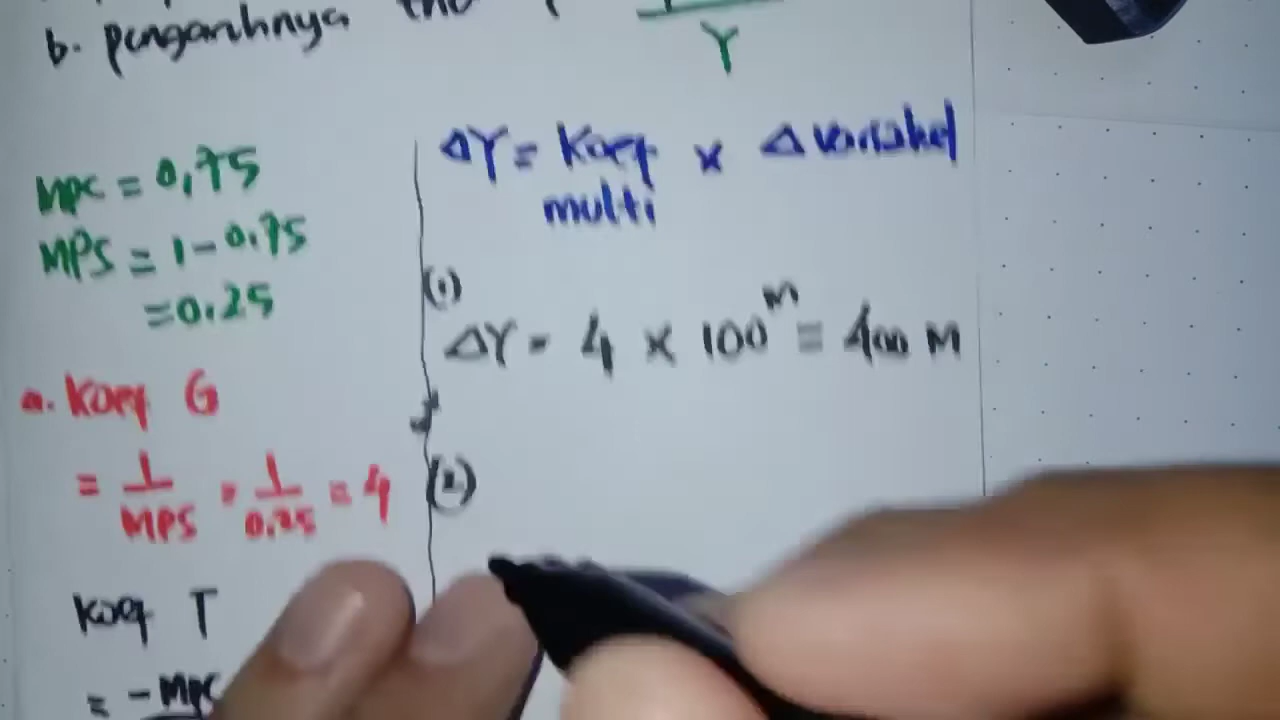 b. pengaruhnya
Y
MPC = 0,75
MPS = 1 - 0.75
= 0.25
a. Koef G
= 1/MPS = 1/0.25 = 4
Koef T
= -MPC
ΔY = Koef multi x Δ variabel
(1)
ΔY = 4 x 100 M = 400 M
(2)